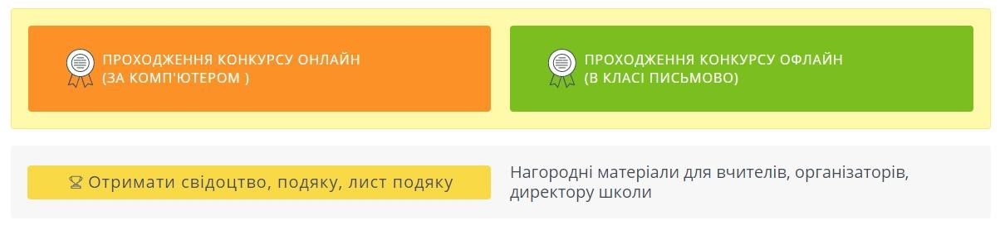 ПРОХОДЖЕННЯ КОНКУРСУ ОНЛАЙН
(ЗА КОМП'ЮТЕРОМ )
ПРОХОДЖЕННЯ КОНКУРСУ ОФЛАЙН
(В КЛАСІ ПИСЬМОВО)
Отримати свідоцтво, подяку, лист подяку
Нагородні матеріали для вчителів, організаторів,
директору школи